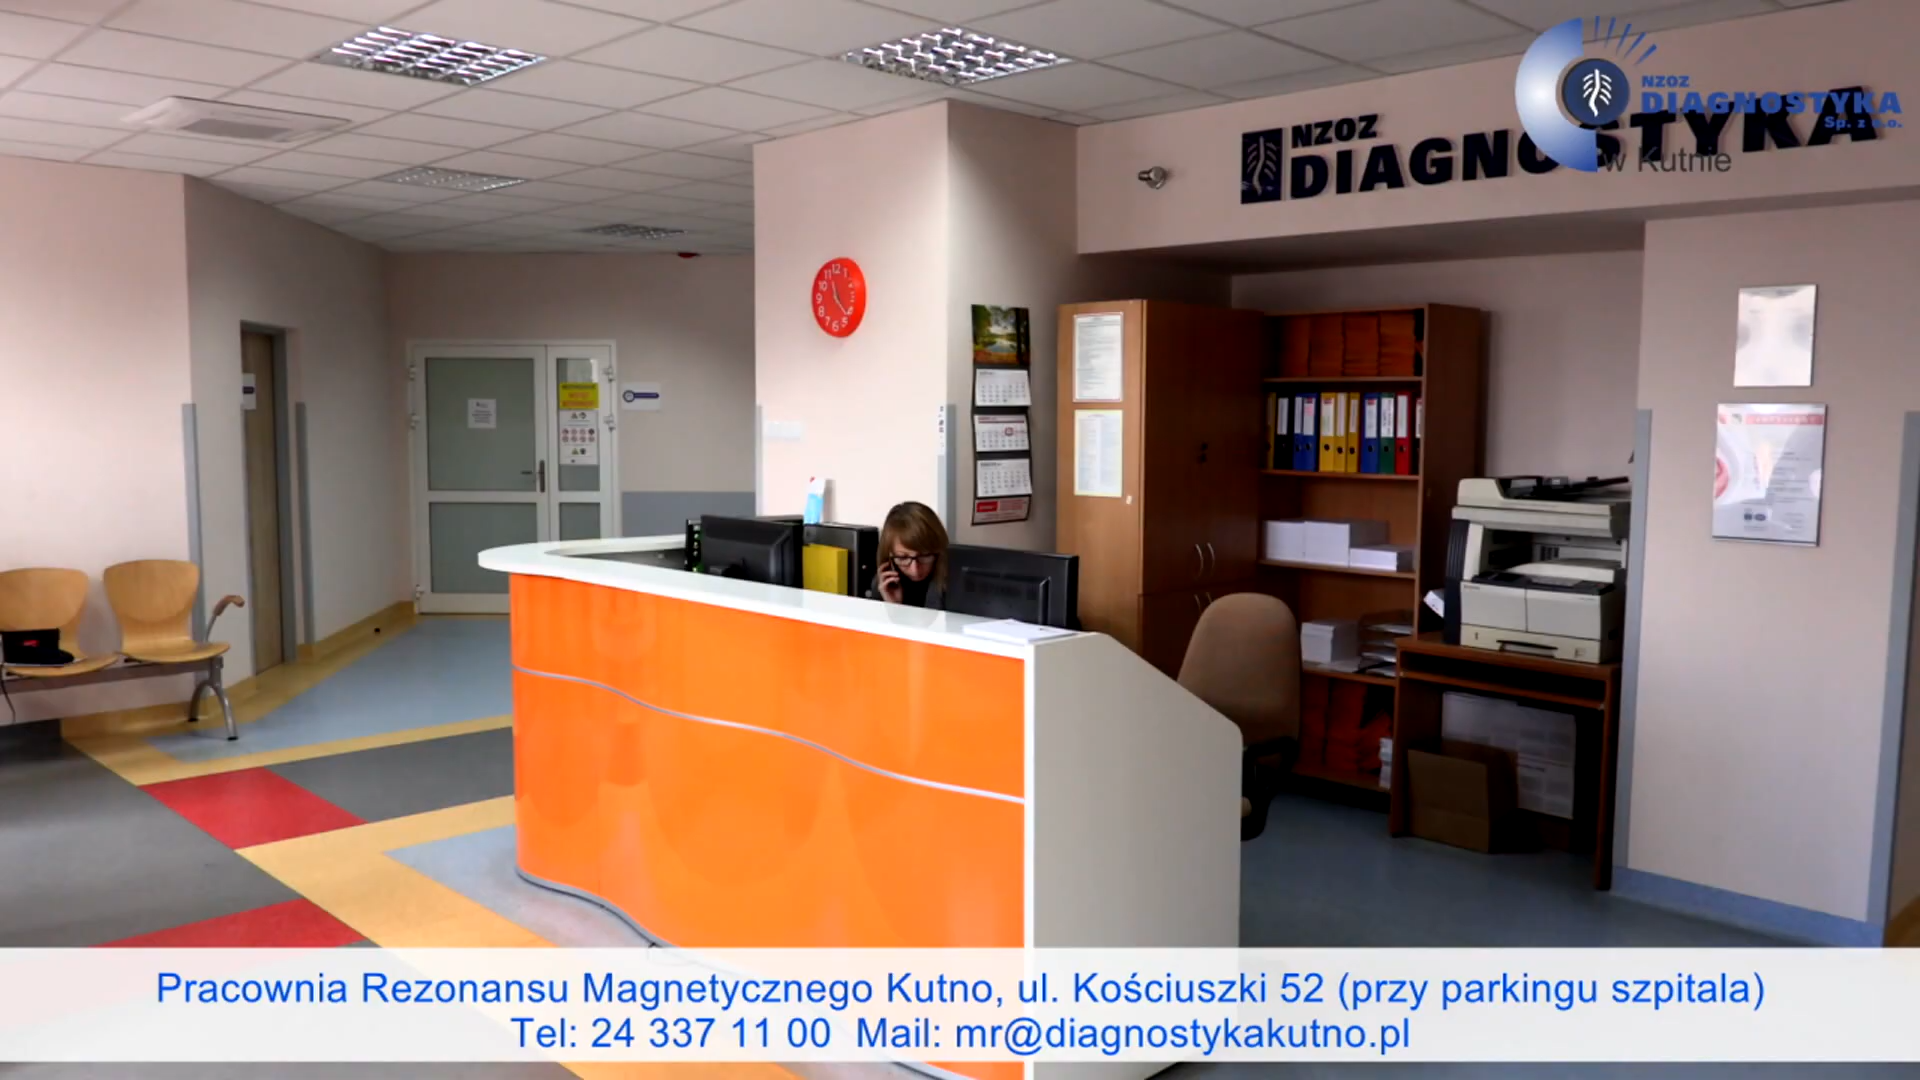 NZOZ
DIAGNOSTYKA
NZOZ
DIAGNOSTYKA
Sp. z o.o.
w Kutnie
Pracownia Rezonansu Magnetycznego Kutno, ul. Kościuszki 52 (przy parkingu szpitala)
Tel: 24 337 11 00 Mail: mr@diagnostykakutno.pl